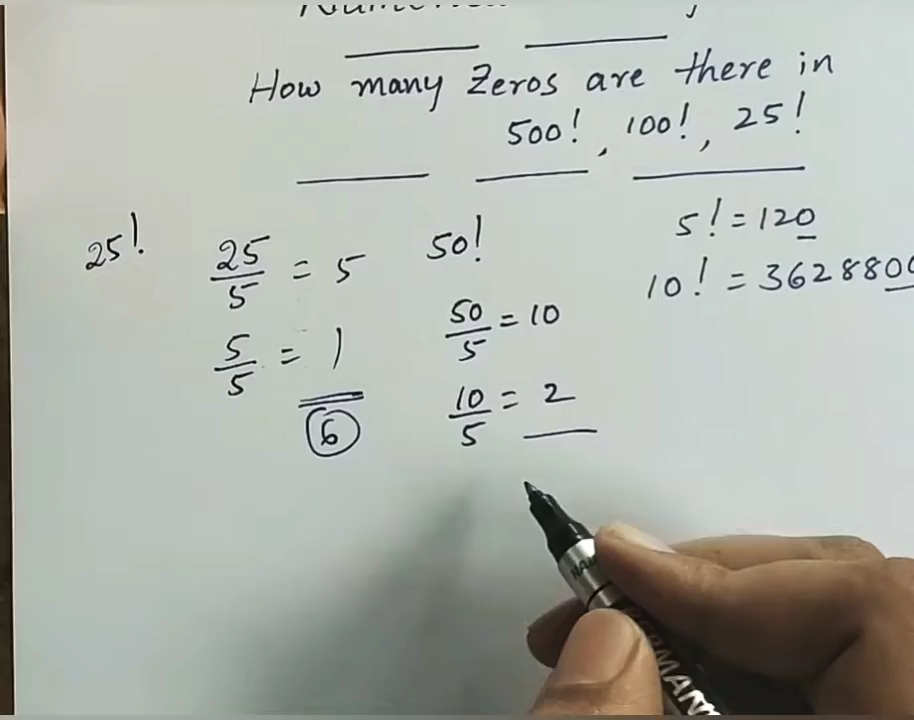 How many Zeros are there in
500!, 100!, 25!
25!
25/5 = 5
5/5 = 1
6
50!
50/5 = 10
10/5 = 2
5! = 120
10! = 3628800